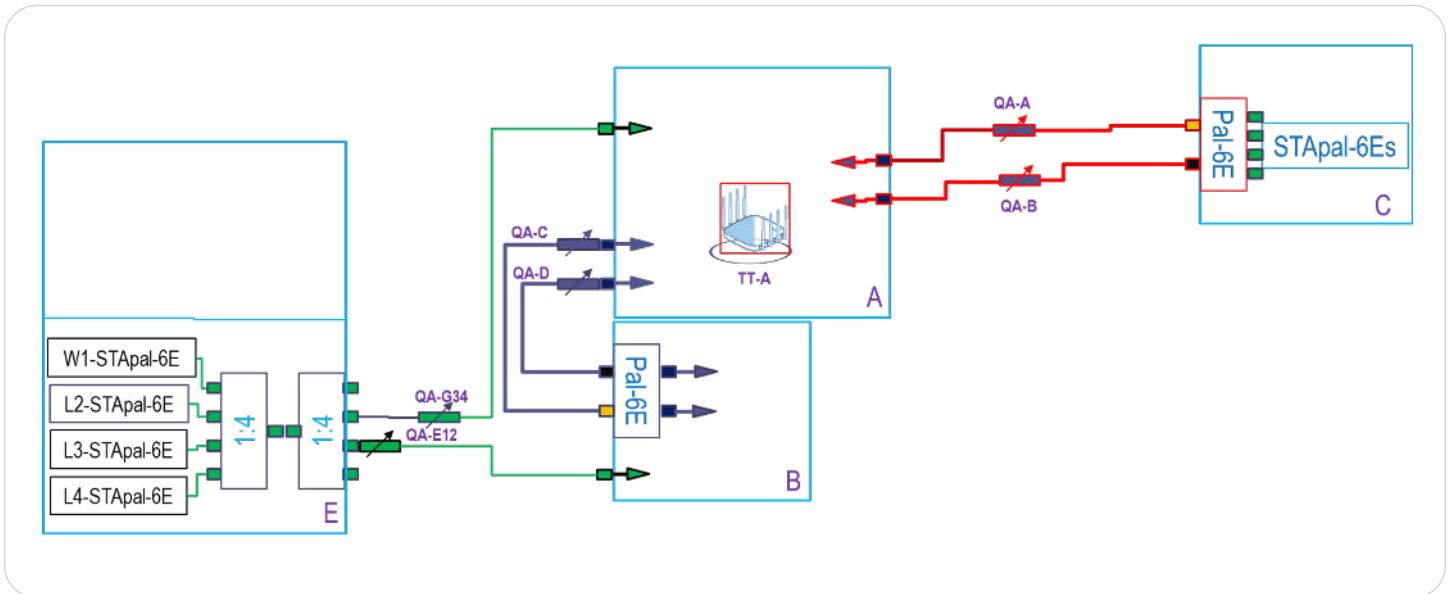 QA-A
Pal-6E
STApal-6Es
QA-B
C
QA-C
QA-D
TT-A
A
W1-STApal-6E
L2-STApal-6E
L3-STApal-6E
L4-STApal-6E
1:4
1:4
E
QA-G34
QA-E12
Pal-6E
B